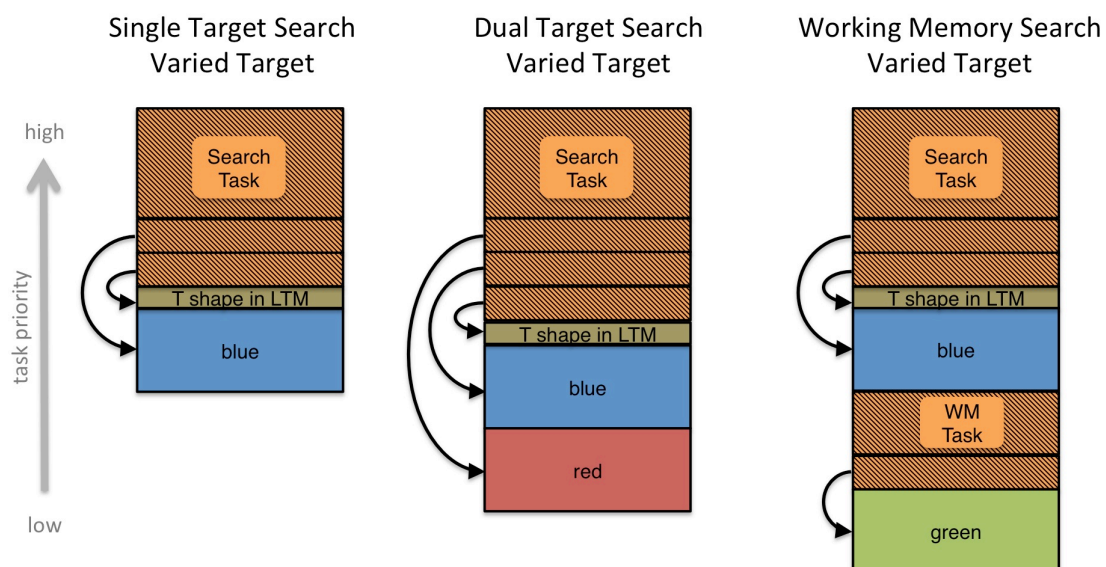 Single Target Search
Varied Target
Dual Target Search
Varied Target
Working Memory Search
Varied Target
high
task priority
low
Search
Task
T shape in LTM
blue
Search
Task
T shape in LTM
blue
red
Search
Task
T shape in LTM
blue
WM
Task
green